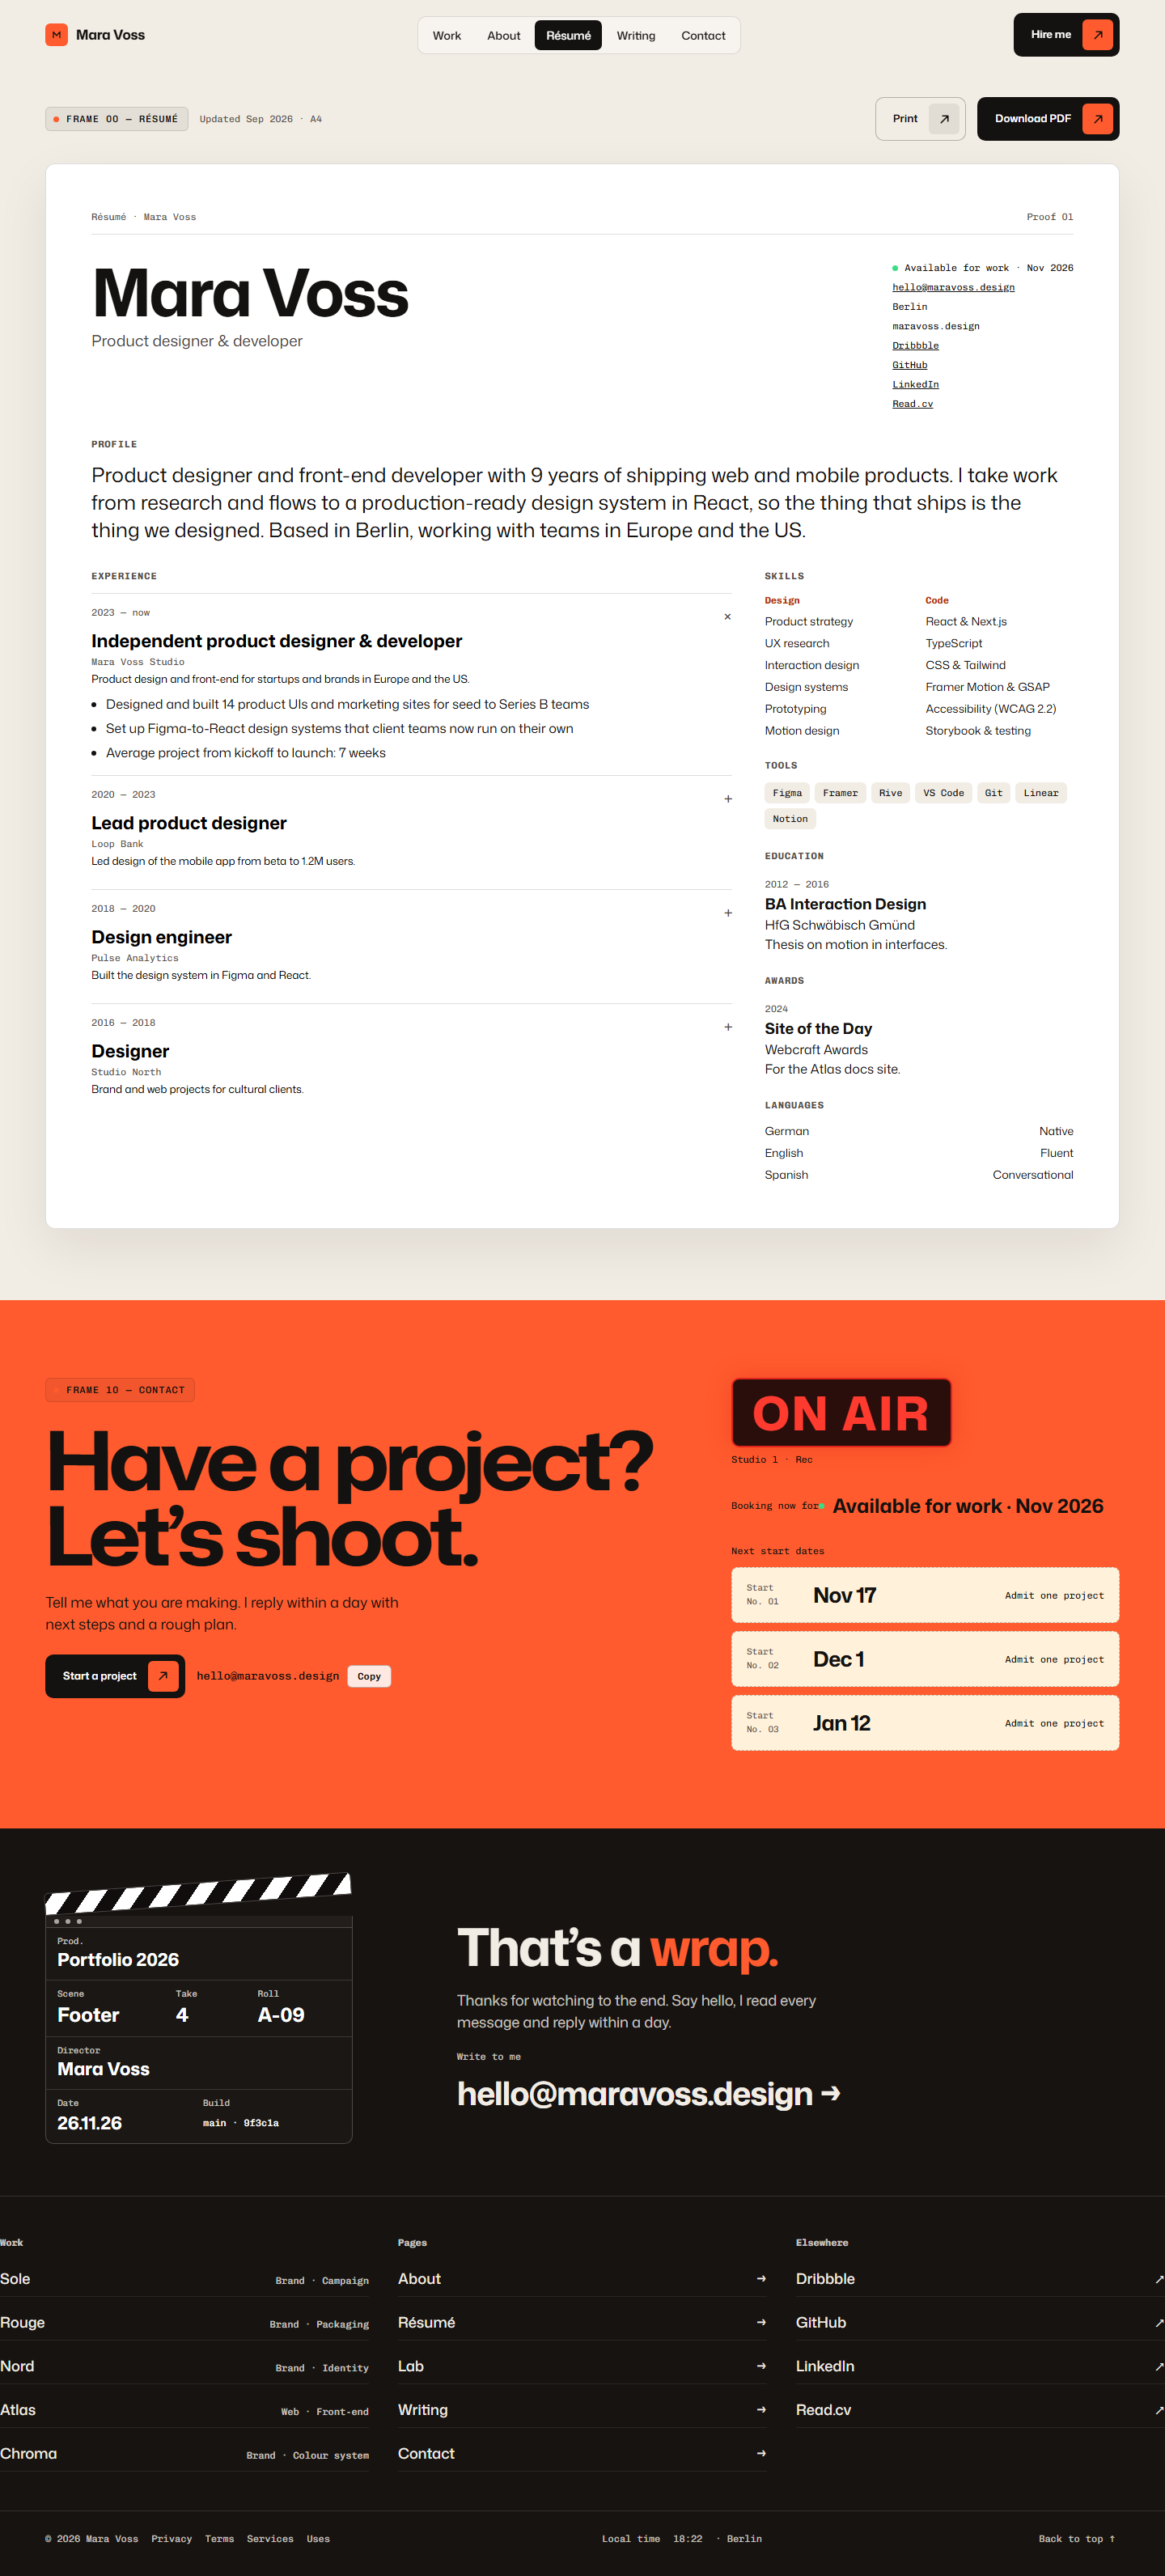 M Mara Voss
Work About Résumé Writing Contact
Hire me
FRAME 00 — RÉSUMÉ Updated Sep 2026 · A4
Print
Download PDF
Résumé · Mara Voss
Proof 01
Mara Voss
Product designer & developer
Available for work · Nov 2026
hello@maravoss.design
Berlin
maravoss.design
Dribbble
GitHub
LinkedIn
Read.cv
PROFILE
Product designer and front-end developer with 9 years of shipping web and mobile products. I take work
from research and flows to a production-ready design system in React, so the thing that ships is the
thing we designed. Based in Berlin, working with teams in Europe and the US.
EXPERIENCE
2023 — now
×
Independent product designer & developer
Mara Voss Studio
Product design and front-end for startups and brands in Europe and the US.
• Designed and built 14 product UIs and marketing sites for seed to Series B teams
• Set up Figma-to-React design systems that client teams now run on their own
• Average project from kickoff to launch: 7 weeks
2020 — 2023
+
Lead product designer
Loop Bank
Led design of the mobile app from beta to 1.2M users.
2018 — 2020
+
Design engineer
Pulse Analytics
Built the design system in Figma and React.
2016 — 2018
+
Designer
Studio North
Brand and web projects for cultural clients.
SKILLS
Design
Product strategy
UX research
Interaction design
Design systems
Prototyping
Motion design
Code
React & Next.js
TypeScript
CSS & Tailwind
Framer Motion & GSAP
Accessibility (WCAG 2.2)
Storybook & testing
TOOLS
Figma Framer Rive VS Code Git Linear
Notion
EDUCATION
2012 — 2016
BA Interaction Design
HfG Schwäbisch Gmünd
Thesis on motion in interfaces.
AWARDS
2024
Site of the Day
Webcraft Awards
For the Atlas docs site.
LANGUAGES
German Native
English Fluent
Spanish Conversational
FRAME 10 — CONTACT
Have a project?
Let’s shoot.
Tell me what you are making. I reply within a day with
next steps and a rough plan.
Start a project
hello@maravoss.design Copy
ON AIR
Studio 1 · Rec
Booking now for Available for work · Nov 2026
Next start dates
Start
No. 01
Nov 17
Admit one project
Start
No. 02
Dec 1
Admit one project
Start
No. 03
Jan 12
Admit one project
Prod.
Portfolio 2026
Scene Take Roll
Footer 4 A-09
Director
Mara Voss
Date Build
26.11.26 main · 9f3c1a
That’s a wrap.
Thanks for watching to the end. Say hello, I read every
message and reply within a day.
Write to me
hello@maravoss.design →
Work
Sole Brand · Campaign
Rouge Brand · Packaging
Nord Brand · Identity
Atlas Web · Front-end
Chroma Brand · Colour system
Pages
About →
Résumé →
Lab →
Writing →
Contact →
Elsewhere
Dribbble ↗
GitHub ↗
LinkedIn ↗
Read.cv ↗
© 2026 Mara Voss Privacy Terms Services Uses
Local time 18:22 · Berlin
Back to top ↑